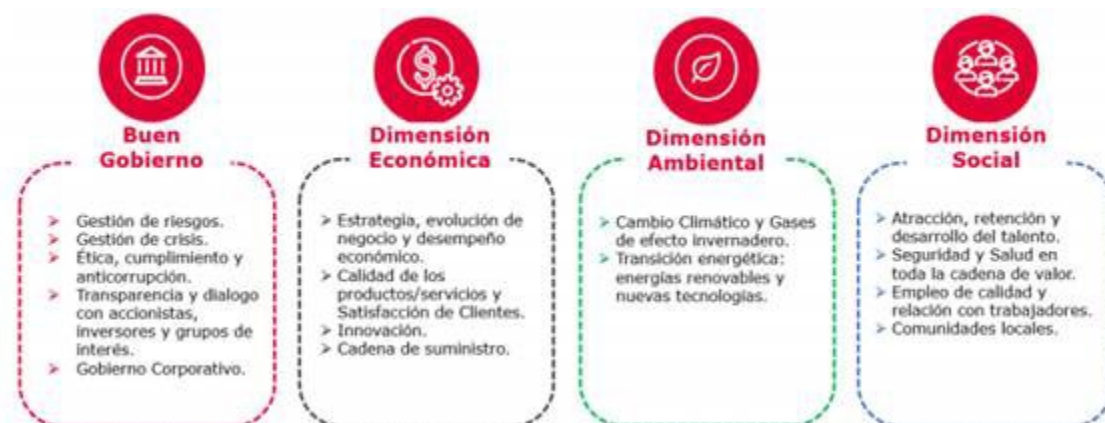 Buen
Gobierno
➢ Gestión de riesgos.
➢ Gestión de crisis.
➢ Ética, cumplimiento y
anticorrupción.
➢ Transparencia y dialogo
con accionistas,
inversores y grupos de
interés.
➢ Gobierno Corporativo.
Dimensión
Económica
➢ Estrategia, evolución de
negocio y desempeño
económico.
➢ Calidad de los
productos/servicios y
Satisfacción de Clientes.
➢ Innovación.
➢ Cadena de suministro.
Dimensión
Ambiental
➢ Cambio Climático y Gases
de efecto invernadero.
➢ Transición energética:
energías renovables y
nuevas tecnologías.
Dimensión
Social
➢ Atracción, retención y
desarrollo del talento.
➢ Seguridad y Salud en
toda la cadena de valor.
➢ Empleo de calidad y
relación con trabajadores.
➢ Comunidades locales.